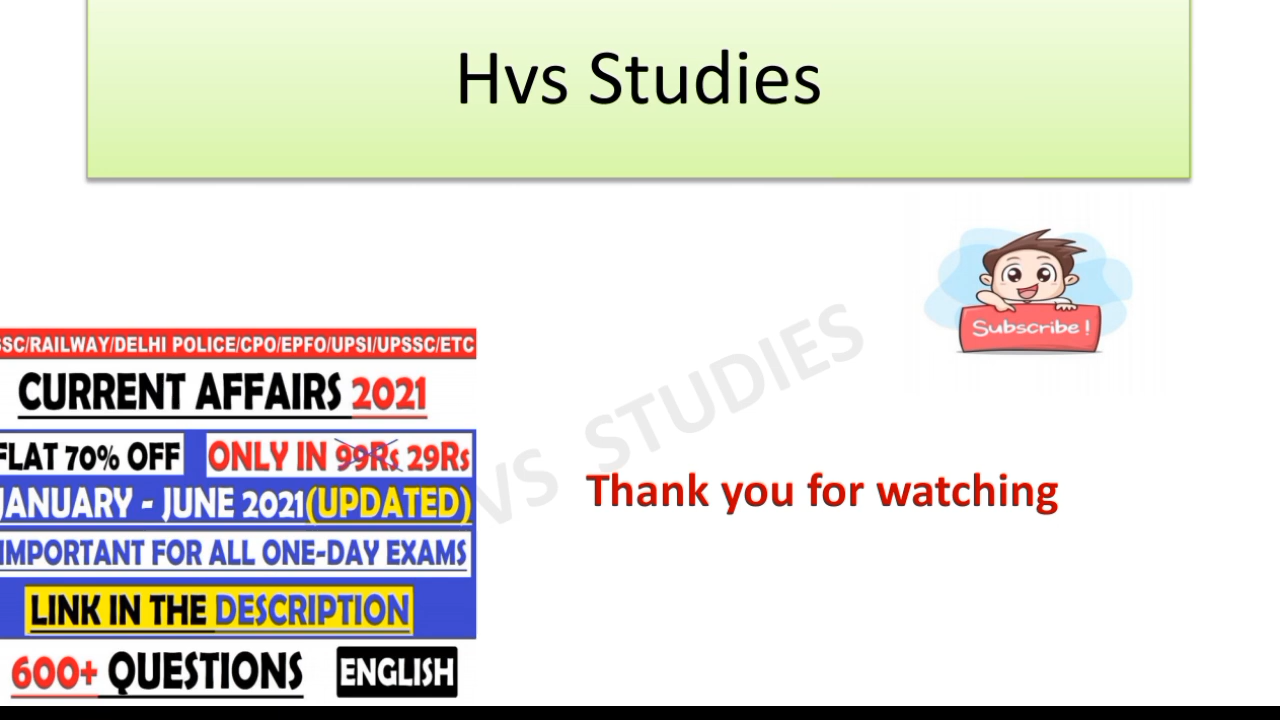 Hvs Studies
Subscribe !
SSC/RAILWAY/DELHI POLICE/CPO/EPFO/UPSI/UPSSC/ETC
CURRENT AFFAIRS 2021
FLAT 70% OFF ONLY IN 99Rs 29Rs
JANUARY - JUNE 2021(UPDATED)
IMPORTANT FOR ALL ONE-DAY EXAMS
LINK IN THE DESCRIPTION
600+ QUESTIONS ENGLISH
VS STUDIES
Thank you for watching